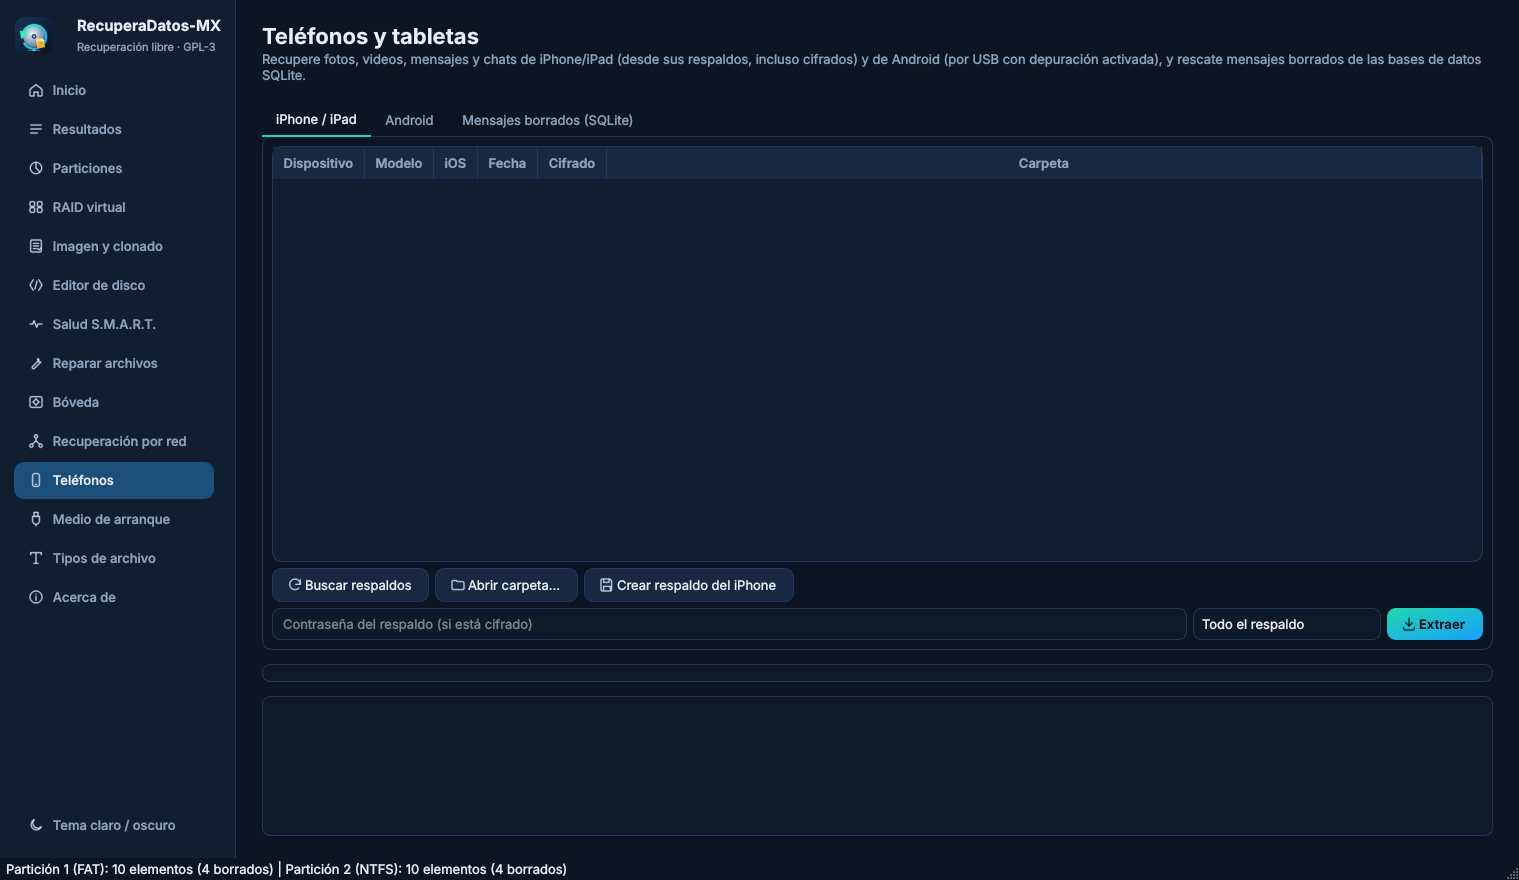 RecuperaDatos-MX
Recuperación libre · GPL-3
Inicio
Resultados
Particiones
RAID virtual
Imagen y clonado
Editor de disco
Salud S.M.A.R.T.
Reparar archivos
Bóveda
Recuperación por red
Teléfonos
Medio de arranque
Tipos de archivo
Acerca de
Tema claro / oscuro
Teléfonos y tabletas
Recupere fotos, videos, mensajes y chats de iPhone/iPad (desde sus respaldos, incluso cifrados) y de Android (por USB con depuración activada), y rescate mensajes borrados de las bases de datos
SQLite.
iPhone / iPad Android Mensajes borrados (SQLite)
Dispositivo Modelo iOS Fecha Cifrado Carpeta
Buscar respaldos Abrir carpeta... Crear respaldo del iPhone
Contraseña del respaldo (si está cifrado) Todo el respaldo Extraer
Partición 1 (FAT): 10 elementos (4 borrados) | Partición 2 (NTFS): 10 elementos (4 borrados)